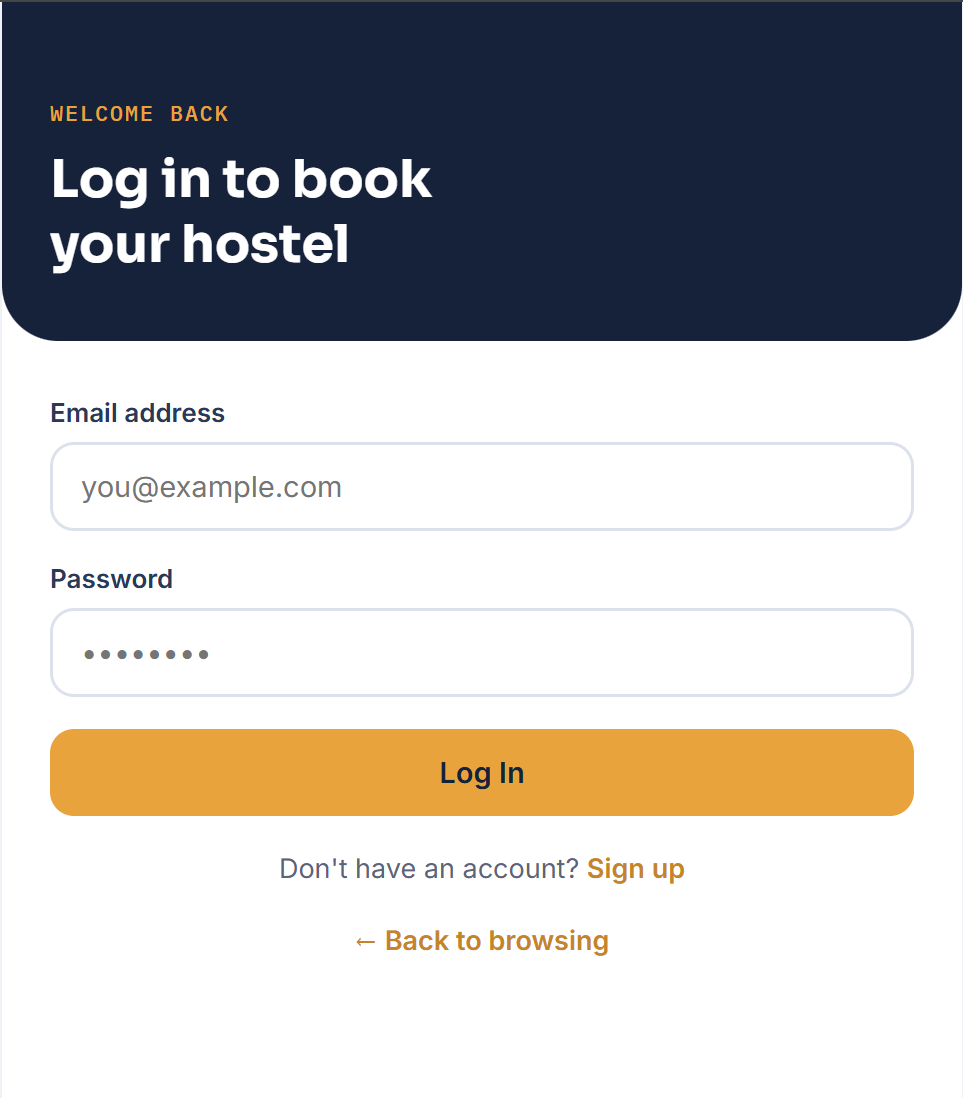 WELCOME BACK
Log in to book
your hostel
Email address
you@example.com
Password
••••••••
Log In
Don't have an account? Sign up
← Back to browsing